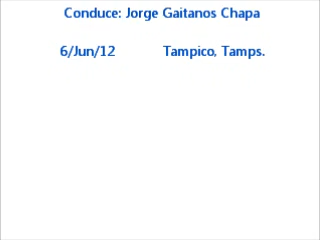 Conduce: Jorge Gaitanos Chapa
6/Jun/12 Tampico, Tamps.